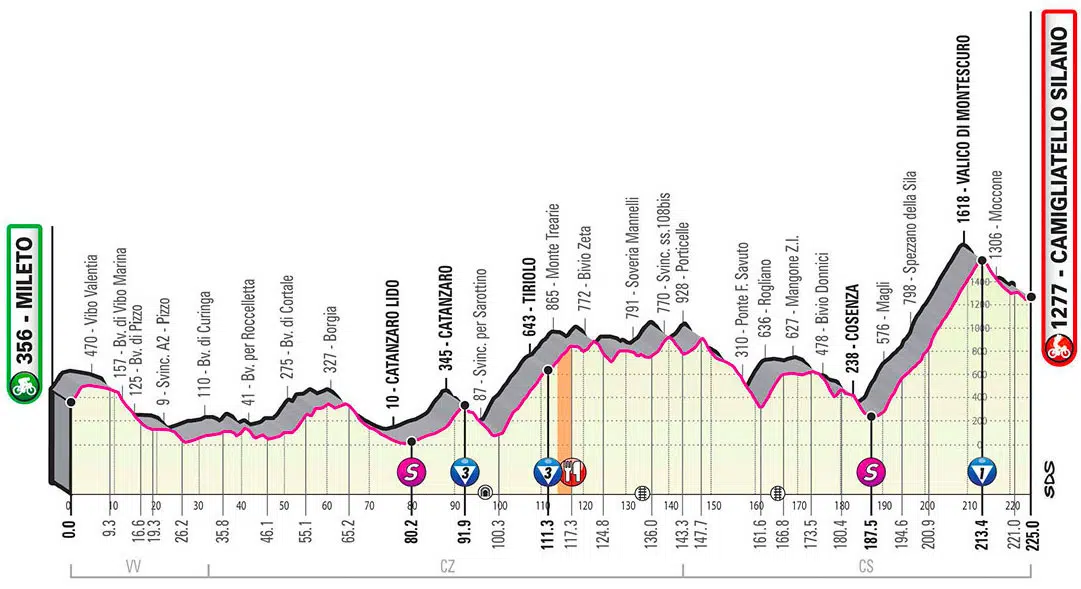 356 - MILETO
470 - Vibo Valentia
157 - Bv. di Vibo Marina
125 - Bv. di Pizzo
9 - Svinc. A2 - Pizzo
110 - Bv. di Curinga
41 - Bv. per Roccelletta
275 - Bv. di Cortale
327 - Borgia
10 - CATANZARO LIDO
345 - CATANZARO
87 - Svinc. per Sarottino
643 - TIRIOLO
865 - Monte Trearie
772 - Bivio Zeta
791 - Soveria Mannelli
770 - Svinc. ss.108bis
928 - Porticelle
310 - Ponte F. Savuto
636 - Rogliano
627 - Mangone Z.I.
478 - Bivio Donnici
238 - COSENZA
576 - Magli
798 - Spezzano della Sila
1618 - VALICO DI MONTESCURO
1306 - Moccone
1277 - CAMIGLIATELLO SILANO
1400
1200
1000
800
600
400
200
0
S
3
3
S
1
SDS
0 10 20 30 40 50 60 70 80 90 100 110 120 130 140 150 160 170 180 190 200 210 220
0.0 9.3 16.6 19.3 26.2 35.8 46.1 55.1 65.2 80.2 91.9 100.3 111.3 117.3 124.8 136.0 143.3 147.7 161.6 166.8 173.5 180.4 187.5 194.6 200.9 213.4 221.0 225.0
VV CZ CS